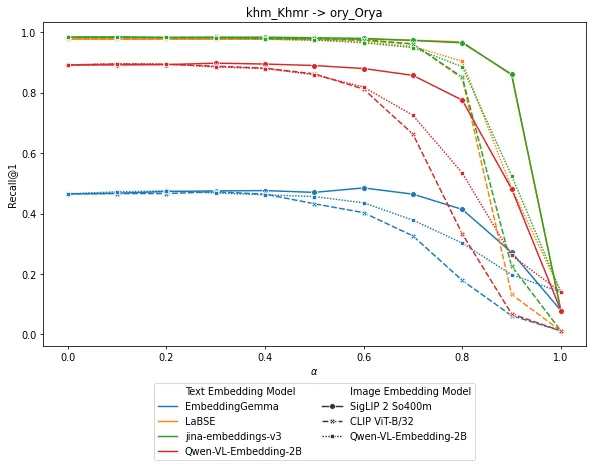 khm_Khmr -> ory_Orya
1.0
0.8
0.6
0.4
0.2
0.0
Recall@1
0.0 0.2 0.4 0.6 0.8 1.0
α
Text Embedding Model
EmbeddingGemma
LaBSE
jina-embeddings-v3
Qwen-VL-Embedding-2B
Image Embedding Model
SigLIP 2 So400m
CLIP ViT-B/32
Qwen-VL-Embedding-2B